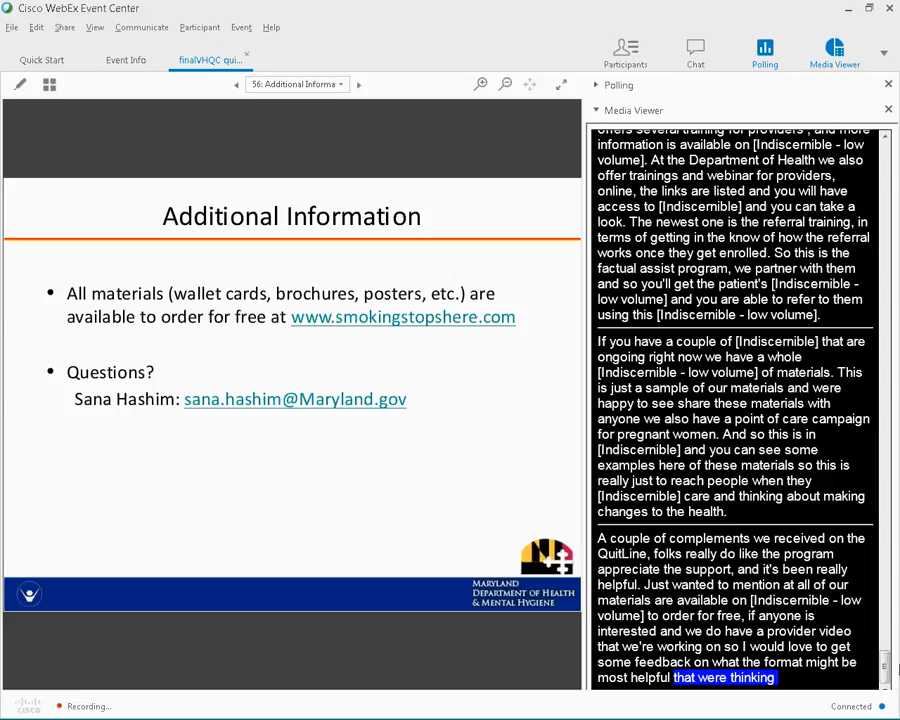 Cisco WebEx Event Center
File Edit Share View Communicate Participant Event Help
Quick Start Event Info finalVHQC qui...
Participants Chat Polling Media Viewer
56: Additional Informa
Polling
Media Viewer
Additional Information
• All materials (wallet cards, brochures, posters, etc.) are
available to order for free at www.smokingstopshere.com
• Questions?
Sana Hashim: sana.hashim@Maryland.gov
MARYLAND
DEPARTMENT OF HEALTH
& MENTAL HYGIENE
offers several training for providers , and more
information is available on [Indiscernible - low
volume]. At the Department of Health we also
offer trainings and webinar for providers,
online, the links are listed and you will have
access to [Indiscernible] and you can take a
look. The newest one is the referral training, in
terms of getting in the know of how the referral
works once they get enrolled. So this is the
factual assist program, we partner with them
and so you'll get the patient's [Indiscernible -
low volume] and you are able to refer to them
using this [Indiscernible - low volume].
If you have a couple of [Indiscernible] that are
ongoing right now we have a whole
[Indiscernible - low volume] of materials. This
is just a sample of our materials and were
happy to see share these materials with
anyone we also have a point of care campaign
for pregnant women. And so this is in
[Indiscernible] and you can see some
examples here of these materials so this is
really just to reach people when they
[Indiscernible] care and thinking about making
changes to the health.
A couple of complements we received on the
QuitLine, folks really do like the program
appreciate the support, and it's been really
helpful. Just wanted to mention at all of our
materials are available on [Indiscernible - low
volume] to order for free, if anyone is
interested and we do have a provider video
that we're working on so I would love to get
some feedback on what the format might be
most helpful that were thinking
cisco Recording...
Connected